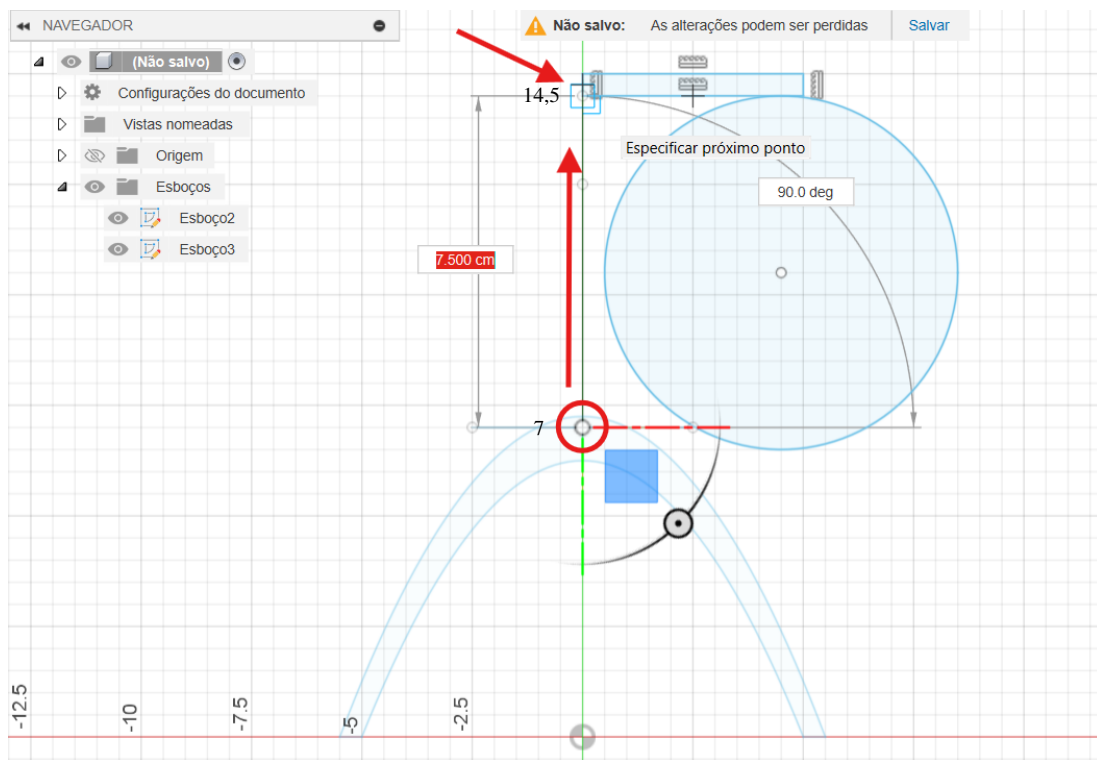 NAVEGADOR
Não salvo: As alterações podem ser perdidas Salvar
(Não salvo)
Configurações do documento
Vistas nomeadas
Origem
Esboços
Esboço2
Esboço3
14,5
Especificar próximo ponto
90.0 deg
7.500 cm
7
-12.5
-10
-7.5
-5
-2.5